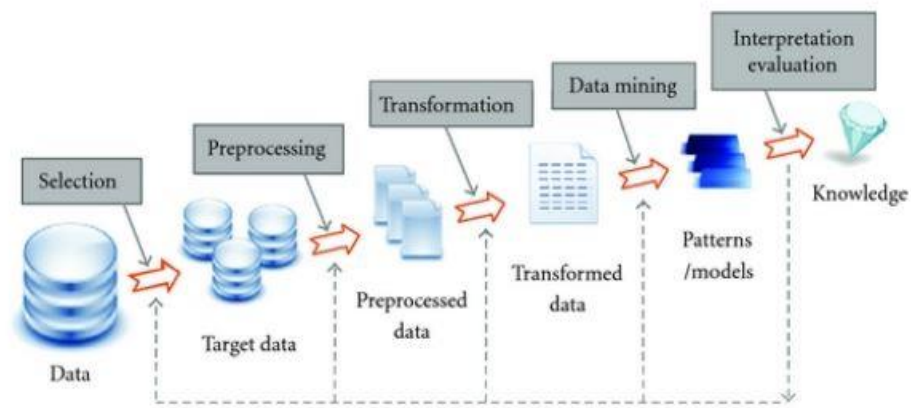 Interpretation
evaluation
Data mining
Transformation
Preprocessing
Selection
Knowledge
Patterns
/models
Transformed
data
Preprocessed
data
Target data
Data